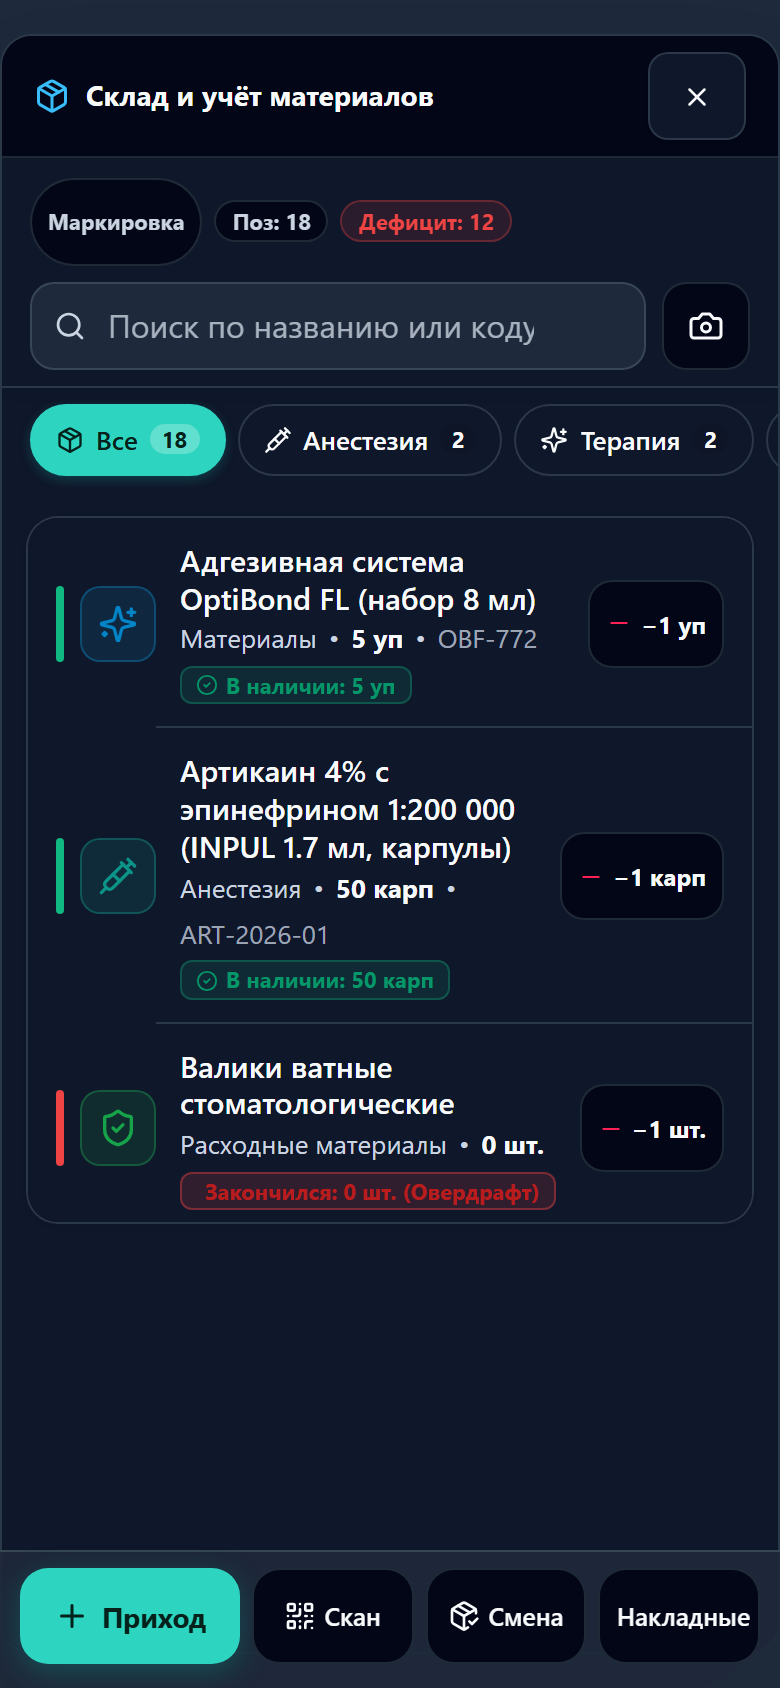 Склад и учёт материалов
Маркировка
Поз: 18
Дефицит: 12
Поиск по названию или коду
Все 18
Анестезия 2
Терапия 2
Адгезивная система
OptiBond FL (набор 8 мл)
Материалы • 5 уп • OBF-772
В наличии: 5 уп
−1 уп
Артикаин 4% с
эпинефрином 1:200 000
(INPUL 1.7 мл, карпулы)
Анестезия • 50 карп •
ART-2026-01
В наличии: 50 карп
−1 карп
Валики ватные
стоматологические
Расходные материалы • 0 шт.
Закончился: 0 шт. (Овердрафт)
−1 шт.
Приход
Скан
Смена
Накладные